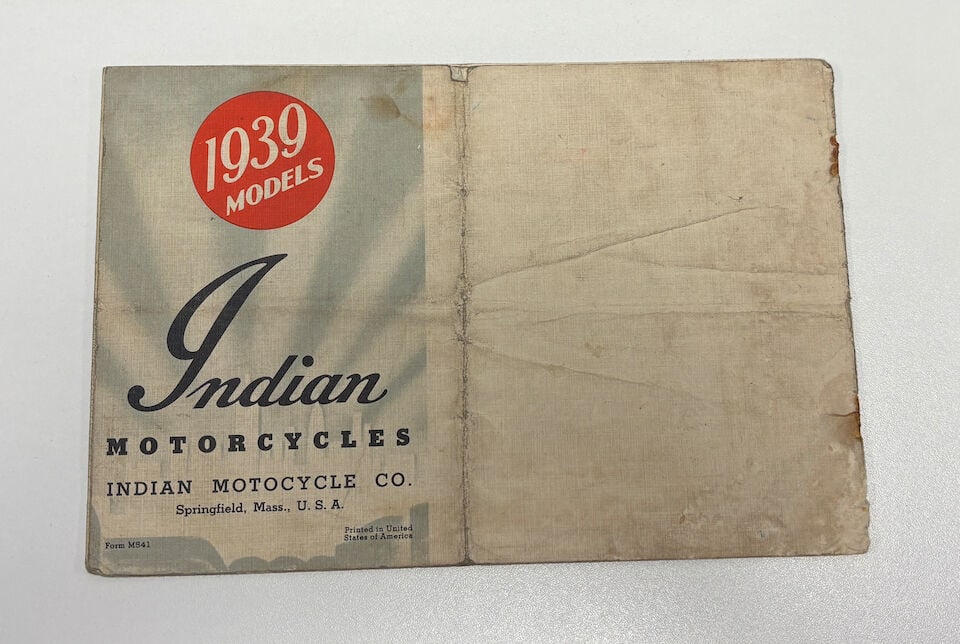 1939
MODELS
Indian
MOTORCYCLES
INDIAN MOTOCYCLE CO.
Springfield, Mass., U. S. A.
Printed in United
States of America
Form M541